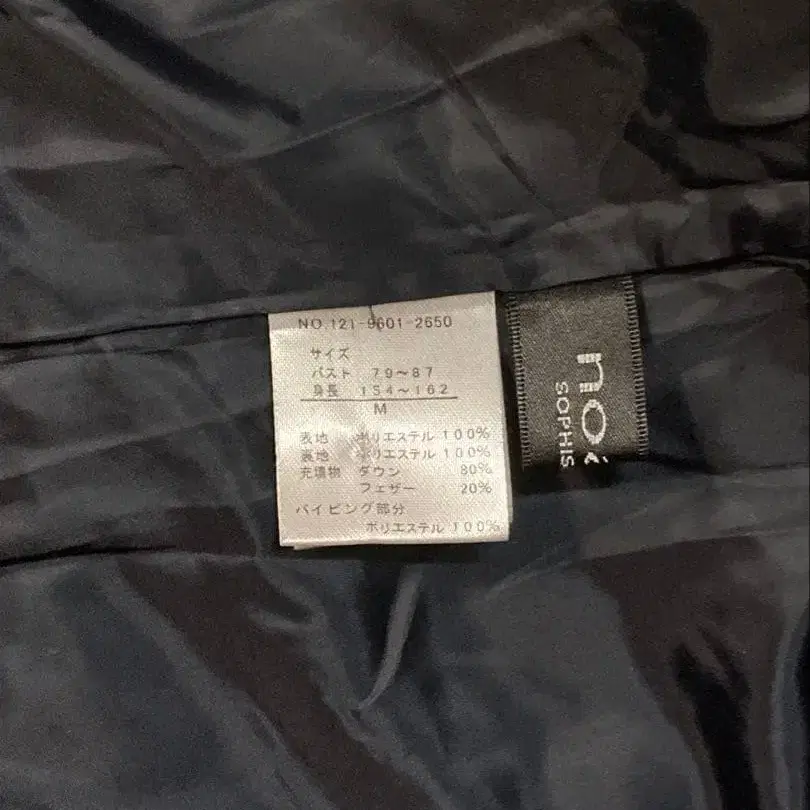 NO.121-9601-2650
サイズ
バスト 79～87
身長 154～162
M
表地 ポリエステル 100%
裏地 ポリエステル 100%
充填物 ダウン 80%
フェザー 20%
パイピング部分
ポリエステル 100%
SOPHIS